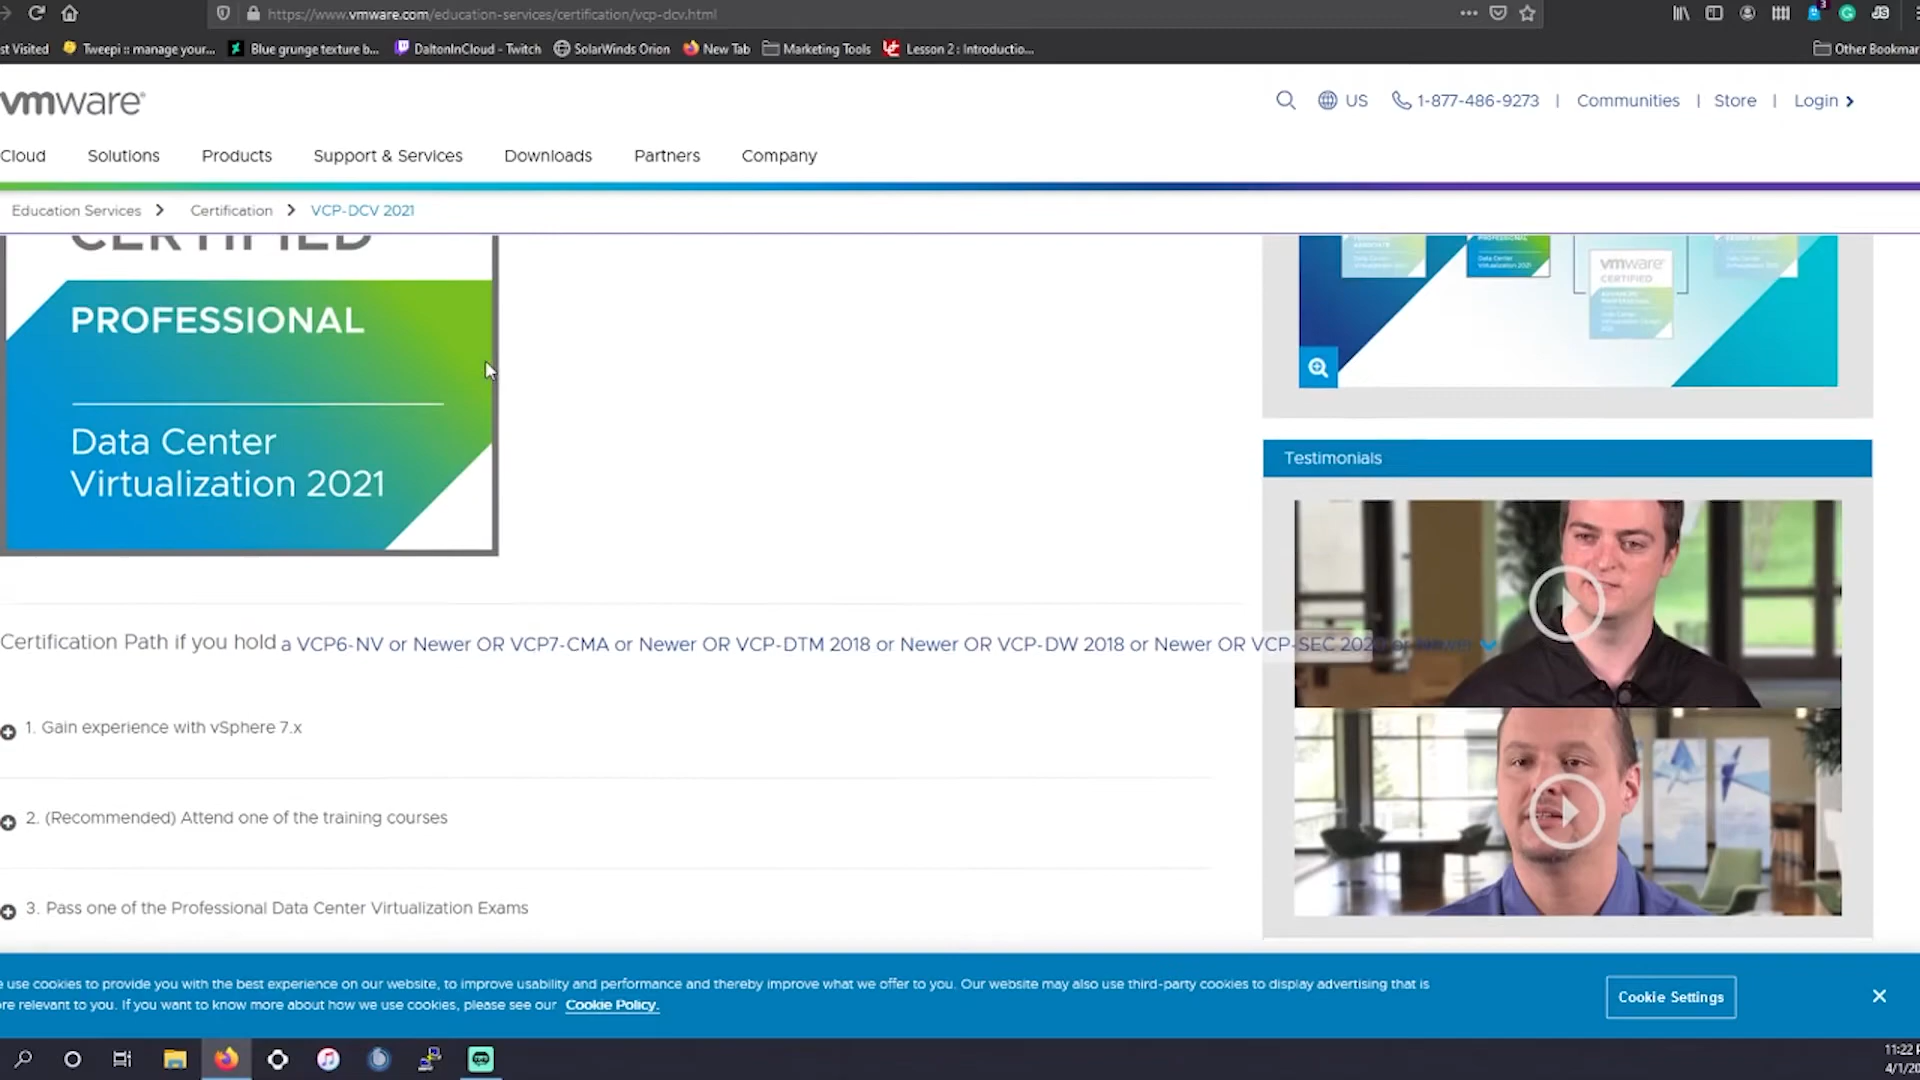 https://www.vmware.com/education-services/certification/vcp-dcv.html
st Visited
Tweepi :: manage your...
Blue grunge texture b...
DaltonInCloud - Twitch
SolarWinds Orion
New Tab
Marketing Tools
Lesson 2 : Introductio...
Other Bookmar
vmware
US
1-877-486-9273
Communities
Store
Login
Cloud
Solutions
Products
Support & Services
Downloads
Partners
Company
Education Services
Certification
VCP-DCV 2021
CERTIFIED
PROFESSIONAL
Data Center
Virtualization 2021
vmware
CERTIFIED
Testimonials
Certification Path if you hold a VCP6-NV or Newer OR VCP7-CMA or Newer OR VCP-DTM 2018 or Newer OR VCP-DW 2018 or Newer OR VCP-SEC 202
1. Gain experience with vSphere 7.x
2. (Recommended) Attend one of the training courses
3. Pass one of the Professional Data Center Virtualization Exams
e use cookies to provide you with the best experience on our website, to improve usability and performance and thereby improve what we offer to you. Our website may also use third-party cookies to display advertising that is
ore relevant to you. If you want to know more about how we use cookies, please see our Cookie Policy.
Cookie Settings
11:22 P
4/1/20